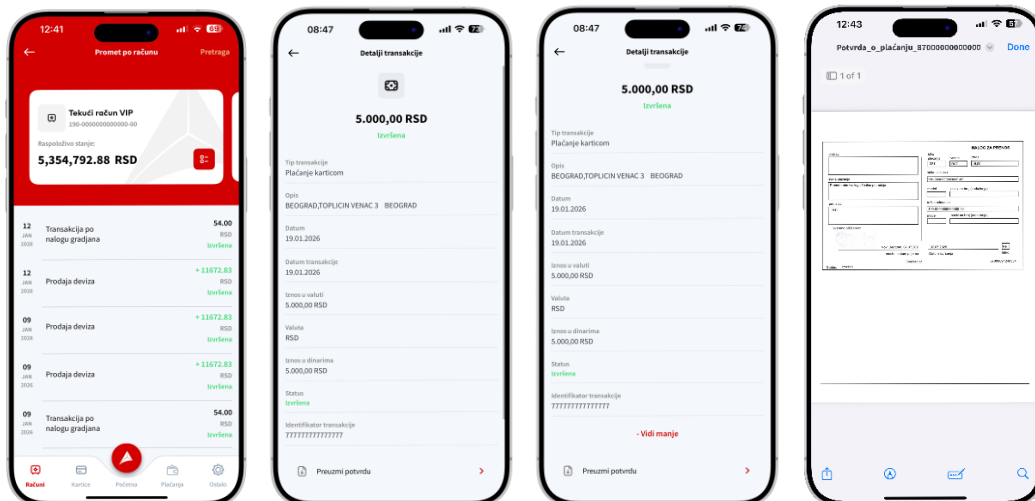 12:41
68
Promet po računu
Pretraga
Tekući račun VIP
190-0000000000000-00
Raspoloživo stanje:
5,354,792.88 RSD
12
JAN
2026
Transakcija po
nalogu gradjana
54.00
RSD
Izvršena
12
JAN
2026
Prodaja deviza
+ 11672.83
RSD
Izvršena
09
JAN
2026
Prodaja deviza
+ 11672.83
RSD
Izvršena
09
JAN
2026
Prodaja deviza
+ 11672.83
RSD
Izvršena
09
JAN
2026
Transakcija po
nalogu gradjana
54.00
RSD
Izvršena
Računi
Kartice
Početna
Plaćanja
Ostalo
08:47
Detalji transakcije
5.000,00 RSD
Izvršena
Tip transakcije
Plaćanje karticom
Opis
BEOGRAD,TOPLICIN VENAC 3 BEOGRAD
Datum
19.01.2026
Datum transakcije
19.01.2026
Iznos u valuti
5.000,00 RSD
Valuta
RSD
Iznos u dinarima
5.000,00 RSD
Status
Izvršena
Identifikator transakcije
777777777777777
Preuzmi potvrdu
08:47
Detalji transakcije
5.000,00 RSD
Izvršena
Tip transakcije
Plaćanje karticom
Opis
BEOGRAD,TOPLICIN VENAC 3 BEOGRAD
Datum
19.01.2026
Datum transakcije
19.01.2026
Iznos u valuti
5.000,00 RSD
Valuta
RSD
Iznos u dinarima
5.000,00 RSD
Status
Izvršena
Identifikator transakcije
777777777777777
- Vidi manje
Preuzmi potvrdu
12:43
Potvrda_o_plaćanju_87000000000000
Done
1 of 1
NALOG ZA PRENOS